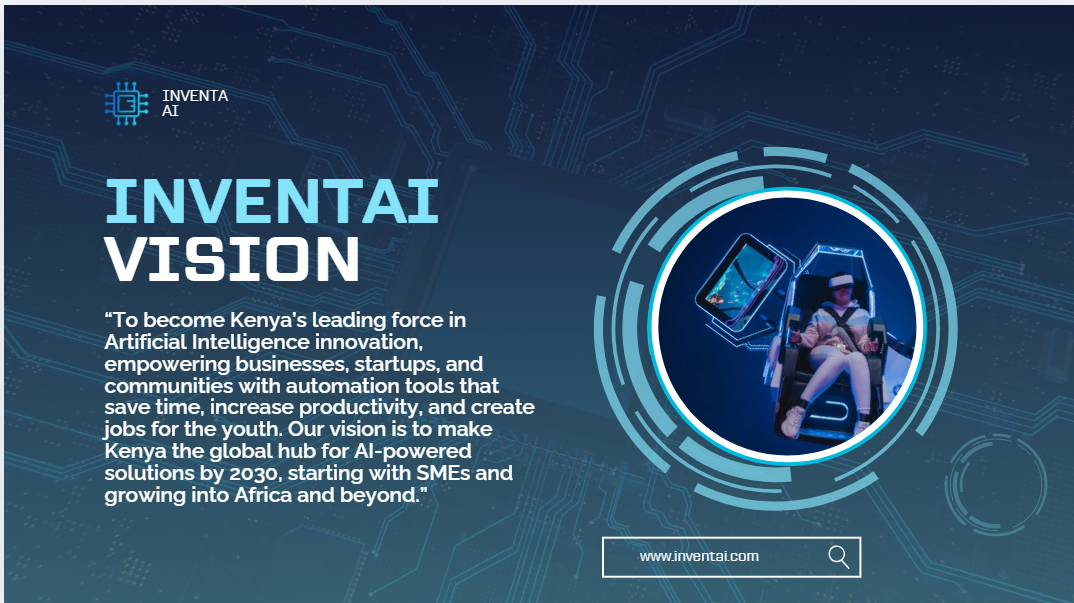 INVENTA
AI
INVENTAI
VISION
“To become Kenya’s leading force in
Artificial Intelligence innovation,
empowering businesses, startups, and
communities with automation tools that
save time, increase productivity, and create
jobs for the youth. Our vision is to make
Kenya the global hub for AI-powered
solutions by 2030, starting with SMEs and
growing into Africa and beyond.”
www.inventai.com